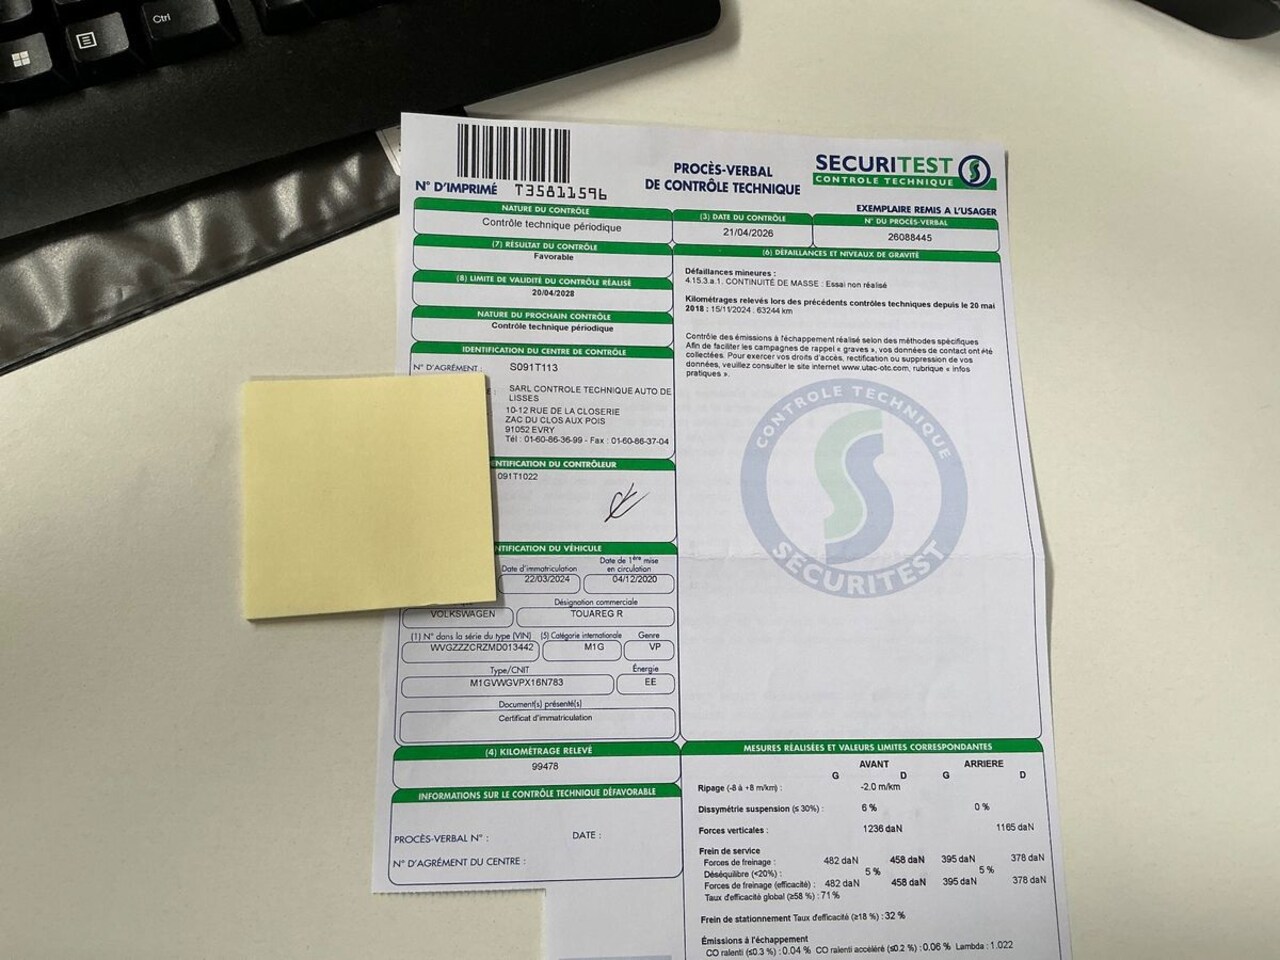 Ctrl
N° D'IMPRIMÉ T35811596
PROCÈS-VERBAL
DE CONTRÔLE TECHNIQUE
SECURITEST
CONTROLE TECHNIQUE
EXEMPLAIRE REMIS A L'USAGER
NATURE DU CONTRÔLE
Contrôle technique périodique
(3) DATE DU CONTRÔLE
21/04/2026
N° DU PROCÈS-VERBAL
26088445
(7) RÉSULTAT DU CONTRÔLE
Favorable
(8) LIMITE DE VALIDITÉ DU CONTRÔLE RÉALISÉ
20/04/2028
NATURE DU PROCHAIN CONTRÔLE
Contrôle technique périodique
IDENTIFICATION DU CENTRE DE CONTRÔLE
N° D'AGRÉMENT : S091T113
SARL CONTROLE TECHNIQUE AUTO DE
LISSES
10-12 RUE DE LA CLOSERIE
ZAC DU CLOS AUX POIS
91052 EVRY
Tél : 01-60-86-36-99 - Fax : 01-60-86-37-04
ENTIFICATION DU CONTRÔLEUR
091T1022
NTIFICATION DU VÉHICULE
Date d'immatriculation
22/03/2024
Date de 1ère mise
en circulation
04/12/2020
VOLKSWAGEN
Désignation commerciale
TOUAREG R
(1) N° dans la série du type (VIN)
WVGZZZCRZMD013442
(5) Catégorie internationale
M1G
Genre
VP
Type/CNIT
M1GVWGVPX16N783
Énergie
EE
Document(s) présenté(s)
Certificat d'immatriculation
(4) KILOMÉTRAGE RELEVÉ
99478
INFORMATIONS SUR LE CONTRÔLE TECHNIQUE DÉFAVORABLE
PROCÈS-VERBAL N° : DATE :
N° D'AGRÉMENT DU CENTRE :
(6) DÉFAILLANCES ET NIVEAUX DE GRAVITÉ
Défaillances mineures :
4.15.3.a.1. CONTINUITÉ DE MASSE : Essai non réalisé
Kilométrages relevés lors des précédents contrôles techniques depuis le 20 mai
2018 : 15/11/2024 : 63244 km
Contrôle des émissions à l'échappement réalisé selon des méthodes spécifiques
Afin de faciliter les campagnes de rappel « graves », vos données de contact ont été
collectées. Pour exercer vos droits d'accès, rectification ou suppression de vos
données, veuillez consulter le site internet www.utac-otc.com, rubrique « infos
pratiques ».
CONTROLE TECHNIQUE
SECURITEST
MESURES RÉALISÉES ET VALEURS LIMITES CORRESPONDANTES
AVANT ARRIERE
G D G D
Ripage (-8 à +8 m/km) : -2.0 m/km
Dissymétrie suspension (≤ 30%) : 6 % 0 %
Forces verticales : 1236 daN 1165 daN
Frein de service
Forces de freinage : 482 daN 458 daN 395 daN 378 daN
Déséquilibre (<20%) : 5 % 5 %
Forces de freinage (efficacité) : 482 daN 458 daN 395 daN 378 daN
Taux d'efficacité global (≥58 %) : 71 %
Frein de stationnement Taux d'efficacité (≥18 %) : 32 %
Émissions à l'échappement
CO ralenti (≤0.3 %) : 0.04 % CO ralenti accéléré (≤0.2 %) : 0.06 % Lambda : 1.022